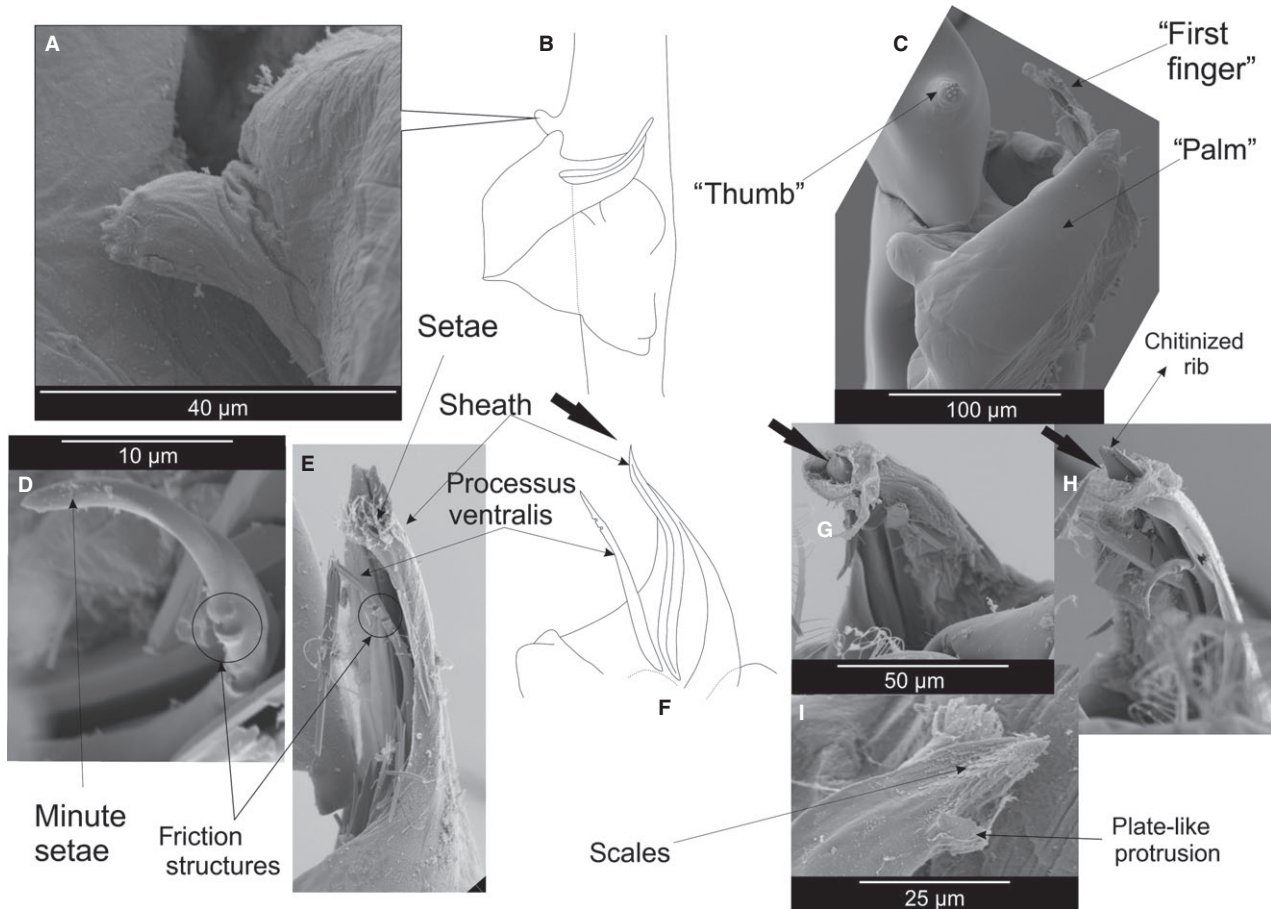 A
B
C
“First
finger”
“Palm”
“Thumb”
40 μm
Setae
Sheath
Chitinized
rib
100 μm
10 μm
D
E
Processus
ventralis
G
H
50 μm
F
I
Minute
setae
Friction
structures
Scales
Plate-like
protrusion
25 μm